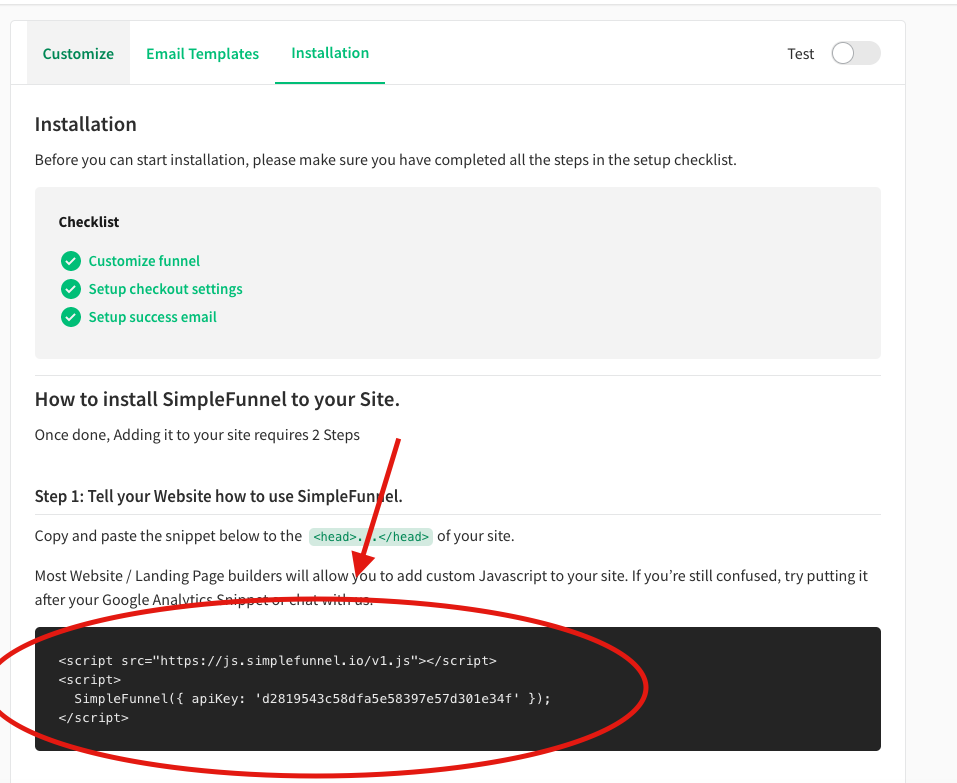 Customize Email Templates Installation Test
Installation
Before you can start installation, please make sure you have completed all the steps in the setup checklist.
Checklist
Customize funnel
Setup checkout settings
Setup success email
How to install SimpleFunnel to your Site.
Once done, Adding it to your site requires 2 Steps
Step 1: Tell your Website how to use SimpleFunnel.
Copy and paste the snippet below to the <head>...</head> of your site.
Most Website / Landing Page builders will allow you to add custom Javascript to your site. If you’re still confused, try putting it
after your Google Analytics Snippet or chat with us.
<script src="https://js.simplefunnel.io/v1.js"></script>
<script>
SimpleFunnel({ apiKey: 'd2819543c58dfa5e58397e57d301e34f' });
</script>